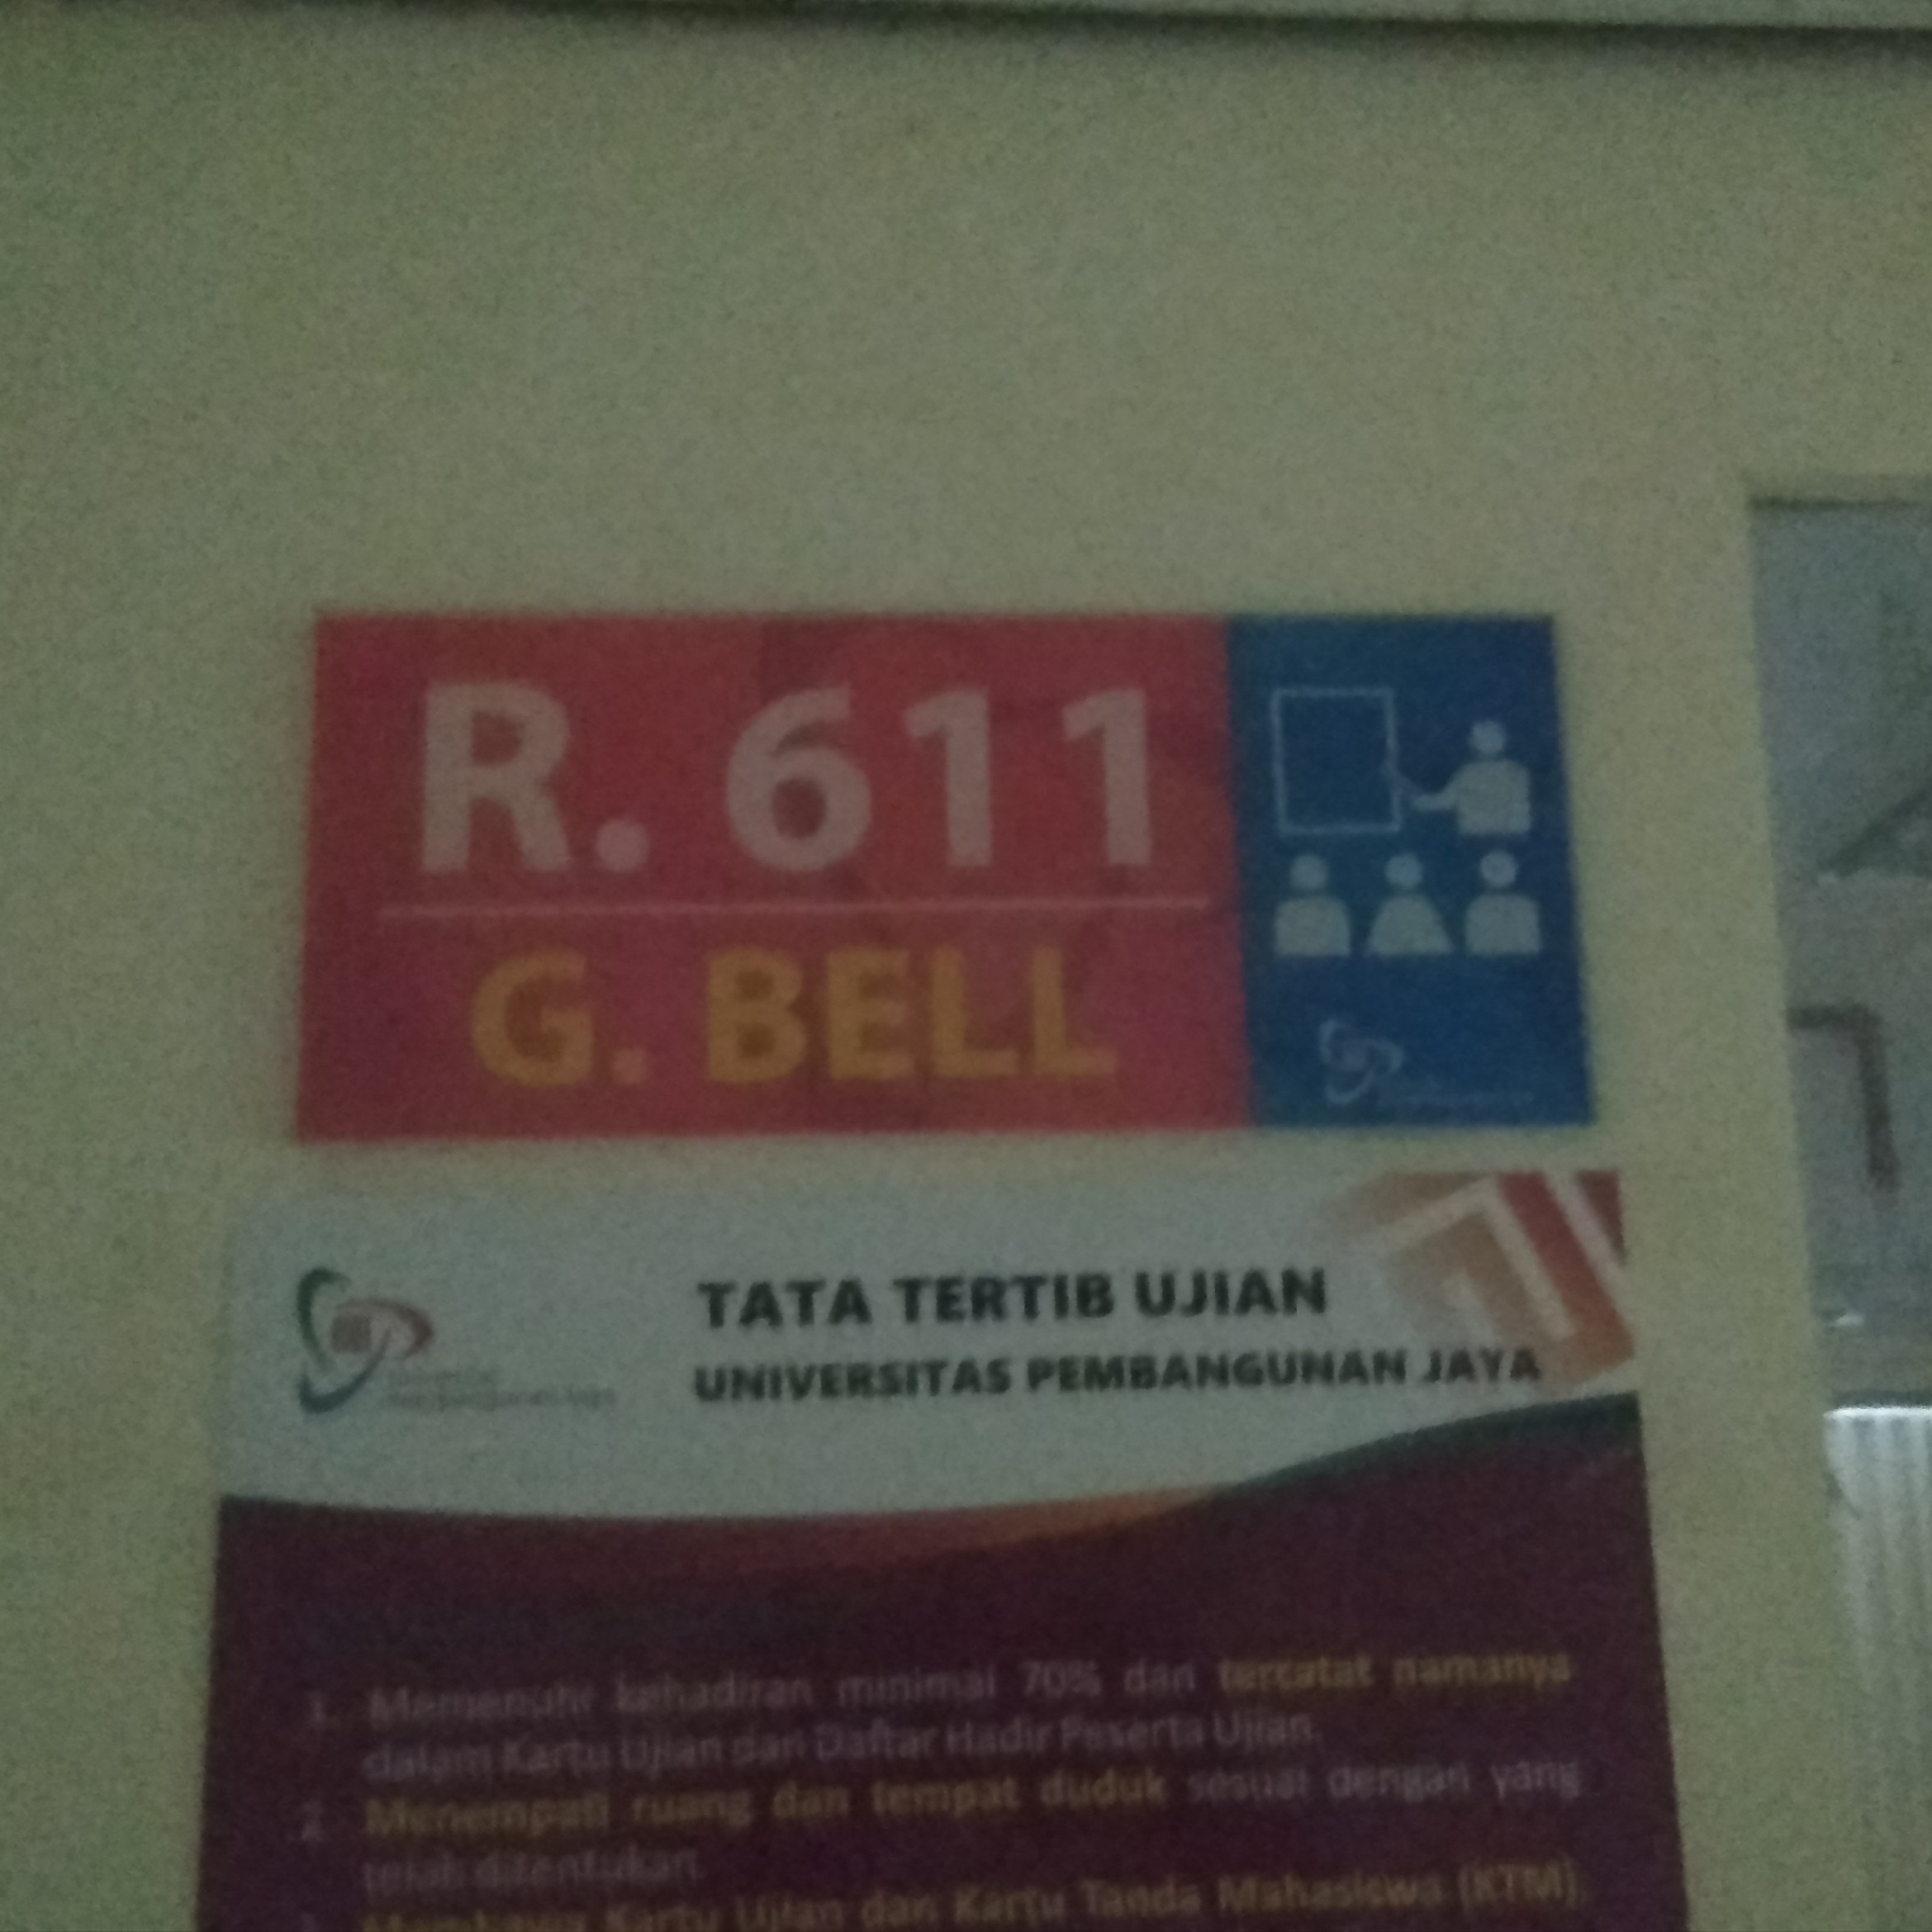 R. 611
G. BELL
TATA TERTIB UJIAN
UNIVERSITAS PEMBANGUNAN JAYA
1. Memenuhi kehadiran minimal 70% dan tercatat namanya
dalam Kartu Ujian dan Daftar Hadir Peserta Ujian.
2. Menempati ruang dan tempat duduk sesuai dengan yang
telah ditentukan.
3. Membawa Kartu Ujian dan Kartu Tanda Mahasiswa (KTM)